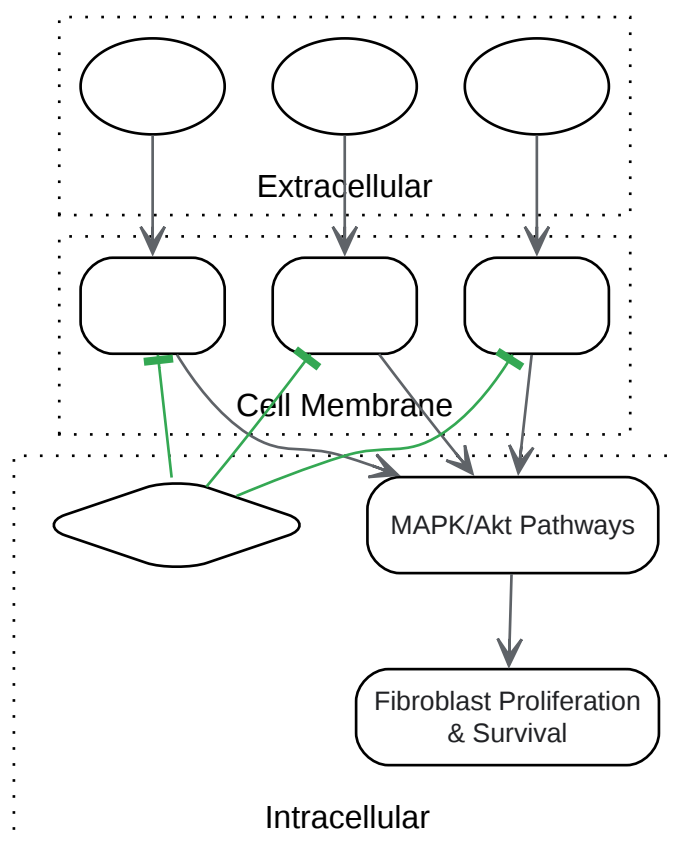 Extracellular
Cell Membrane
MAPK/Akt Pathways
Fibroblast Proliferation
& Survival
Intracellular